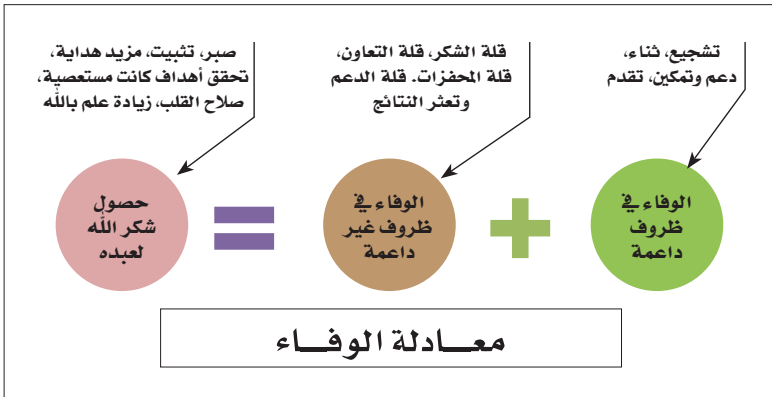 تشجيع، ثناء،
دعم وتمكين، تقدم
قلة الشكر، قلة التعاون،
قلة المحفزات. قلة الدعم
وتعثر النتائج
صبر، تثبيت، مزيد هداية،
تحقق أهداف كانت مستعصية،
صلاح القلب، زيادة علم بالله
الوفاء في
ظروف
داعمة
+
الوفاء في
ظروف غير
داعمة
=
حصول
شكر الله
لعبده
معـــادلة الوفـــاء